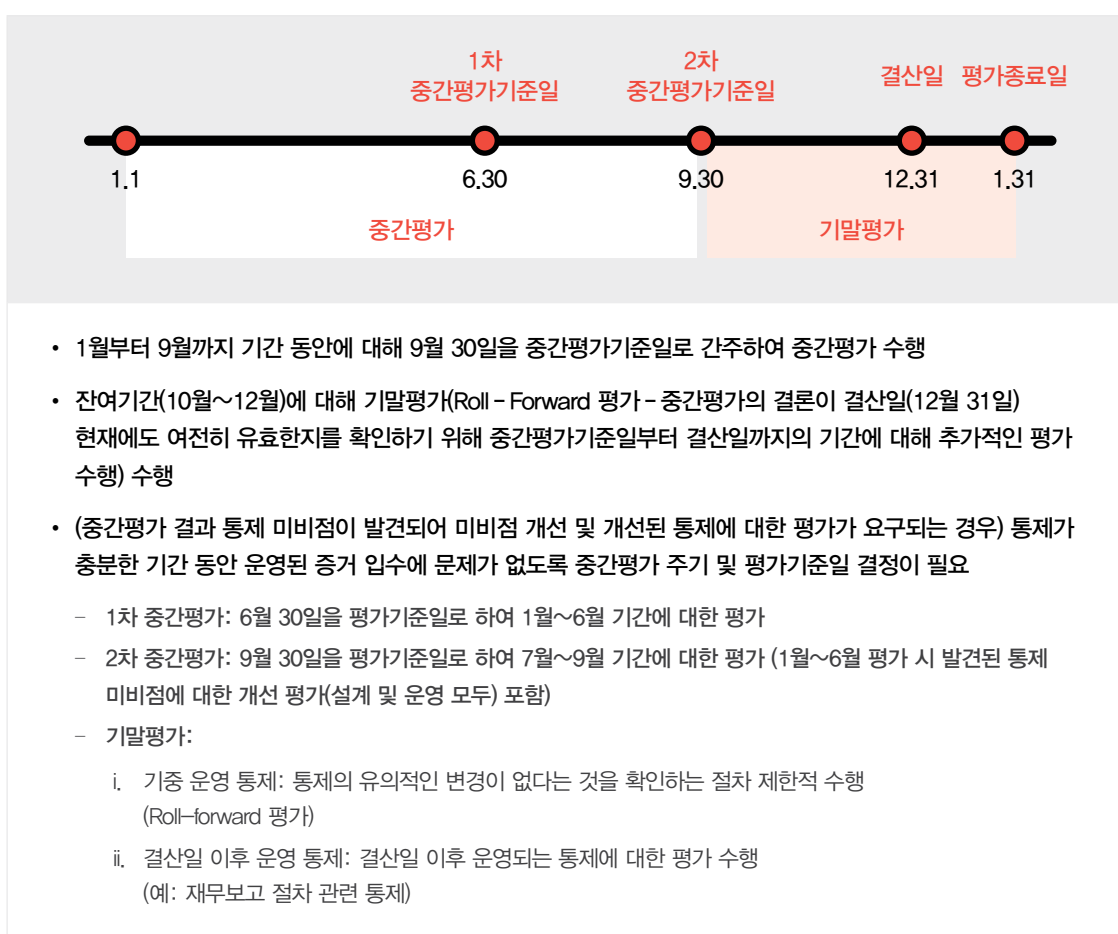 1차
중간평가기준일
2차
중간평가기준일
결산일 평가종료일
1.1 6.30 9.30 12.31 1.31
중간평가 기말평가
• 1월부터 9월까지 기간 동안에 대해 9월 30일을 중간평가기준일로 간주하여 중간평가 수행
• 잔여기간(10월~12월)에 대해 기말평가(Roll-Forward 평가-중간평가의 결론이 결산일(12월 31일)
현재에도 여전히 유효한지를 확인하기 위해 중간평가기준일부터 결산일까지의 기간에 대해 추가적인 평가
수행) 수행
• (중간평가 결과 통제 미비점이 발견되어 미비점 개선 및 개선된 통제에 대한 평가가 요구되는 경우) 통제가
충분한 기간 동안 운영된 증거 입수에 문제가 없도록 중간평가 주기 및 평가기준일 결정이 필요
– 1차 중간평가: 6월 30일을 평가기준일로 하여 1월~6월 기간에 대한 평가
– 2차 중간평가: 9월 30일을 평가기준일로 하여 7월~9월 기간에 대한 평가 (1월~6월 평가 시 발견된 통제
미비점에 대한 개선 평가(설계 및 운영 모두) 포함)
– 기말평가:
i. 기중 운영 통제: 통제의 유의적인 변경이 없다는 것을 확인하는 절차 제한적 수행
(Roll–forward 평가)
ii. 결산일 이후 운영 통제: 결산일 이후 운영되는 통제에 대한 평가 수행
(예: 재무보고 절차 관련 통제)